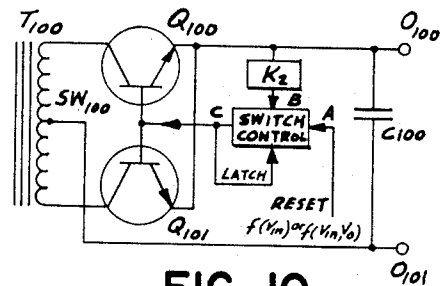 T100
Q100
O100
SW100
K2
B
C
SWITCH
CONTROL
A
C100
LATCH
RESET
f(Vin) or f(Vin,Vo)
Q101
O101
FIG. 10